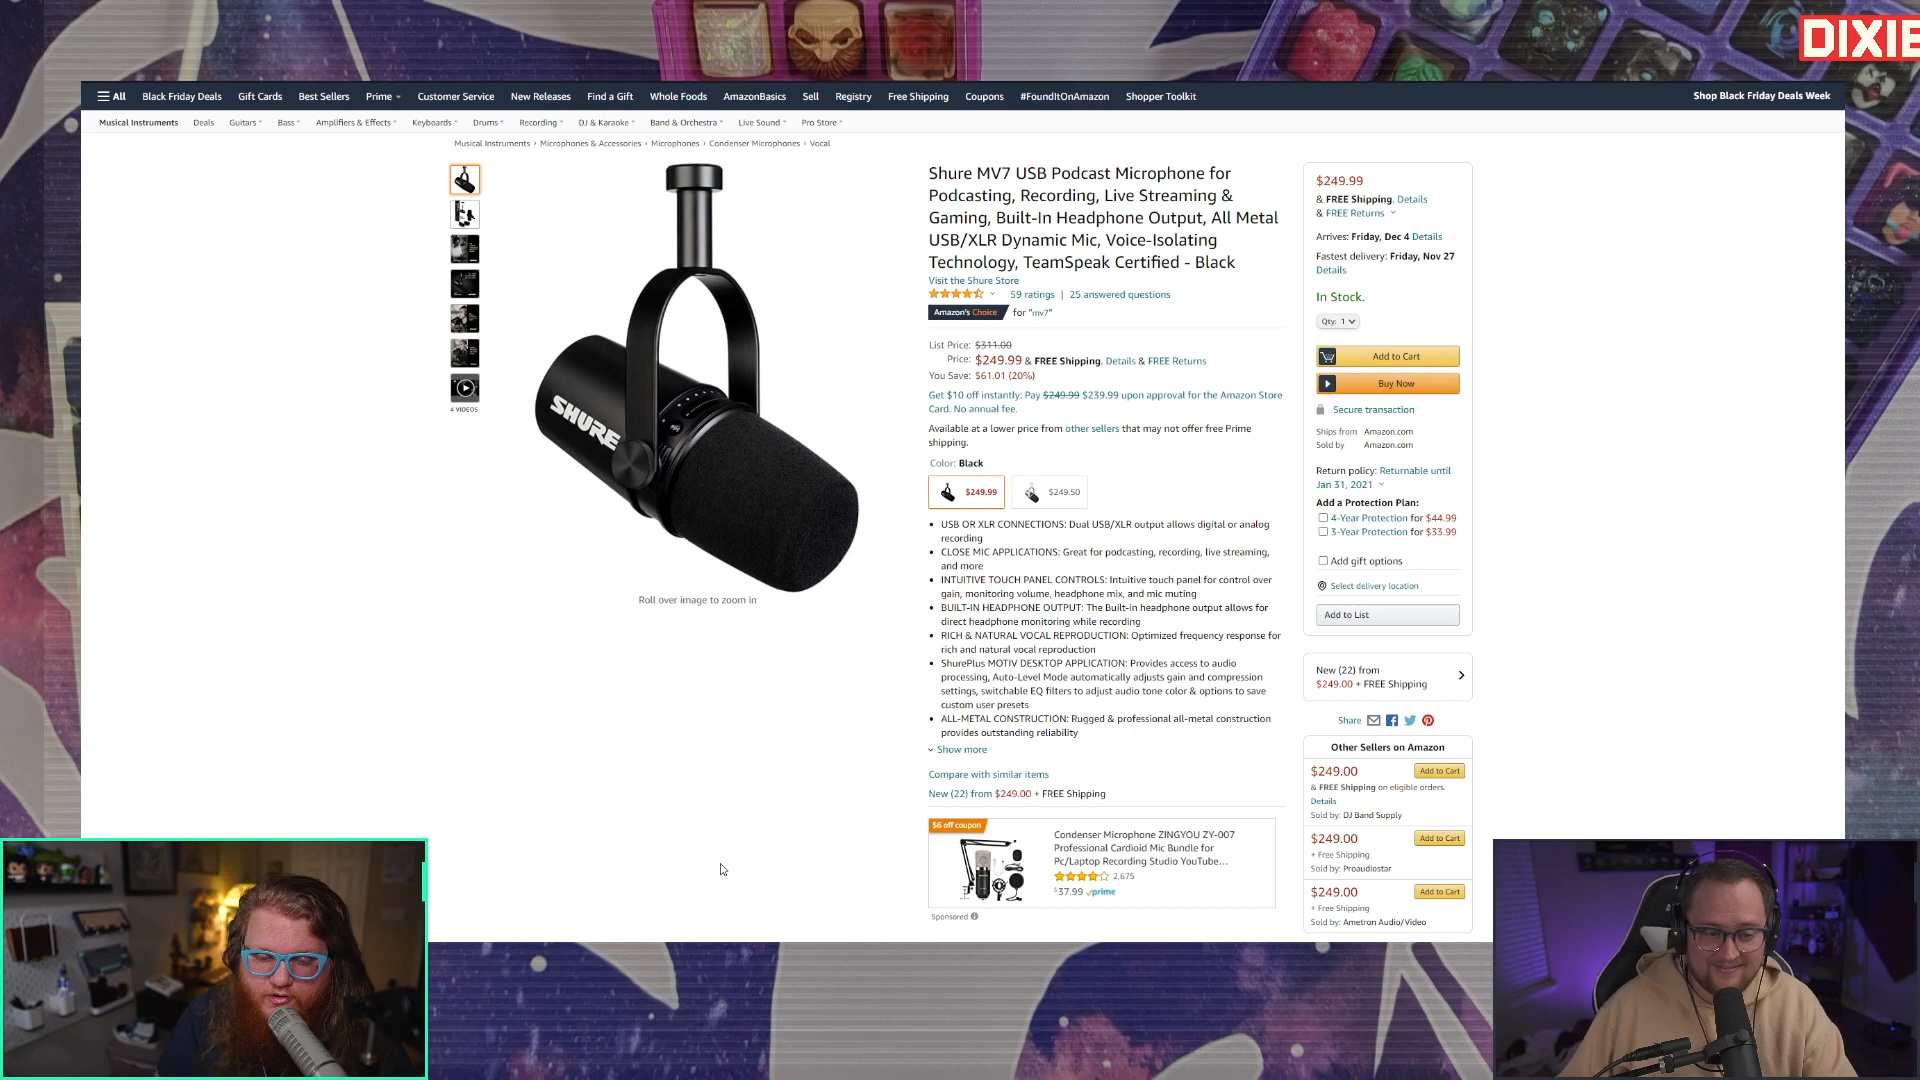 DIXIE
All Black Friday Deals Gift Cards Best Sellers Prime Customer Service New Releases Find a Gift Whole Foods AmazonBasics Sell Registry Free Shipping Coupons #FoundItOnAmazon Shopper Toolkit Shop Black Friday Deals Week
Musical Instruments Deals Guitars Bass Amplifiers & Effects Keyboards Drums Recording DJ & Karaoke Band & Orchestra Live Sound Pro Store
Musical Instruments › Microphones & Accessories › Microphones › Condenser Microphones › Vocal
4 VIDEOS
SHURE
Roll over image to zoom in
Shure MV7 USB Podcast Microphone for
Podcasting, Recording, Live Streaming &
Gaming, Built-In Headphone Output, All Metal
USB/XLR Dynamic Mic, Voice-Isolating
Technology, TeamSpeak Certified - Black
Visit the Shure Store
59 ratings | 25 answered questions
Amazon's Choice for "mv7"
List Price: $311.00
Price: $249.99 & FREE Shipping. Details & FREE Returns
You Save: $61.01 (20%)
Get $10 off instantly: Pay $249.99 $239.99 upon approval for the Amazon Store
Card. No annual fee.
Available at a lower price from other sellers that may not offer free Prime
shipping.
Color: Black
$249.99 $249.50
• USB OR XLR CONNECTIONS: Dual USB/XLR output allows digital or analog
recording
• CLOSE MIC APPLICATIONS: Great for podcasting, recording, live streaming,
and more
• INTUITIVE TOUCH PANEL CONTROLS: Intuitive touch panel for control over
gain, monitoring volume, headphone mix, and mic muting
• BUILT-IN HEADPHONE OUTPUT: The Built-in headphone output allows for
direct headphone monitoring while recording
• RICH & NATURAL VOCAL REPRODUCTION: Optimized frequency response for
rich and natural vocal reproduction
• ShurePlus MOTIV DESKTOP APPLICATION: Provides access to audio
processing, Auto-Level Mode automatically adjusts gain and compression
settings, switchable EQ filters to adjust audio tone color & options to save
custom user presets
• ALL-METAL CONSTRUCTION: Rugged & professional all-metal construction
provides outstanding reliability
Show more
Compare with similar items
New (22) from $249.00 + FREE Shipping
$6 off coupon
Condenser Microphone ZINGYOU ZY-007
Professional Cardioid Mic Bundle for
Pc/Laptop Recording Studio YouTube...
2,675
$37.99 prime
Sponsored
$249.99
& FREE Shipping. Details
& FREE Returns
Arrives: Friday, Dec 4 Details
Fastest delivery: Friday, Nov 27
Details
In Stock.
Qty: 1
Add to Cart
Buy Now
Secure transaction
Ships from Amazon.com
Sold by Amazon.com
Return policy: Returnable until
Jan 31, 2021
Add a Protection Plan:
4-Year Protection for $44.99
3-Year Protection for $33.99
Add gift options
Select delivery location
Add to List
New (22) from
$249.00 + FREE Shipping
Share
Other Sellers on Amazon
$249.00 Add to Cart
& FREE Shipping on eligible orders.
Details
Sold by: DJ Band Supply
$249.00 Add to Cart
+ Free Shipping
Sold by: Proaudiostar
$249.00 Add to Cart
+ Free Shipping
Sold by: Ametron Audio/Video